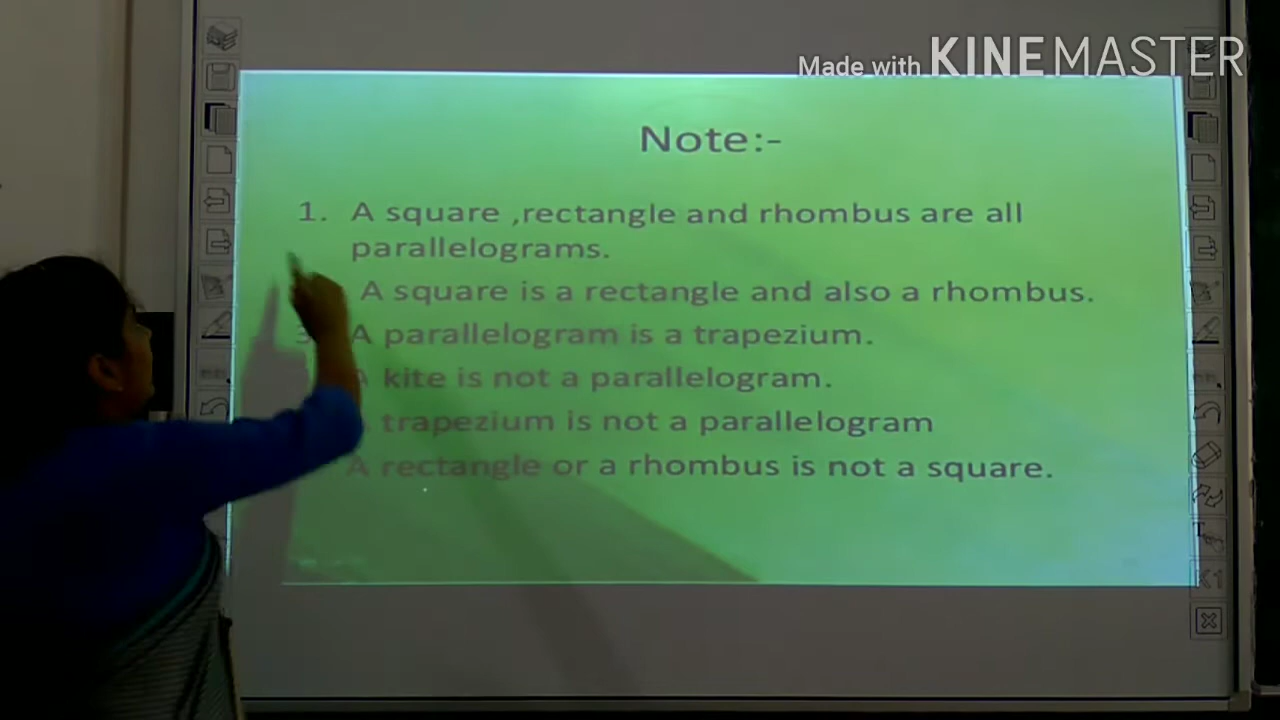 Made with KINEMASTER
Note:-
1. A square ,rectangle and rhombus are all
parallelograms.
A square is a rectangle and also a rhombus.
3. A parallelogram is a trapezium.
A kite is not a parallelogram.
A trapezium is not a parallelogram
A rectangle or a rhombus is not a square.